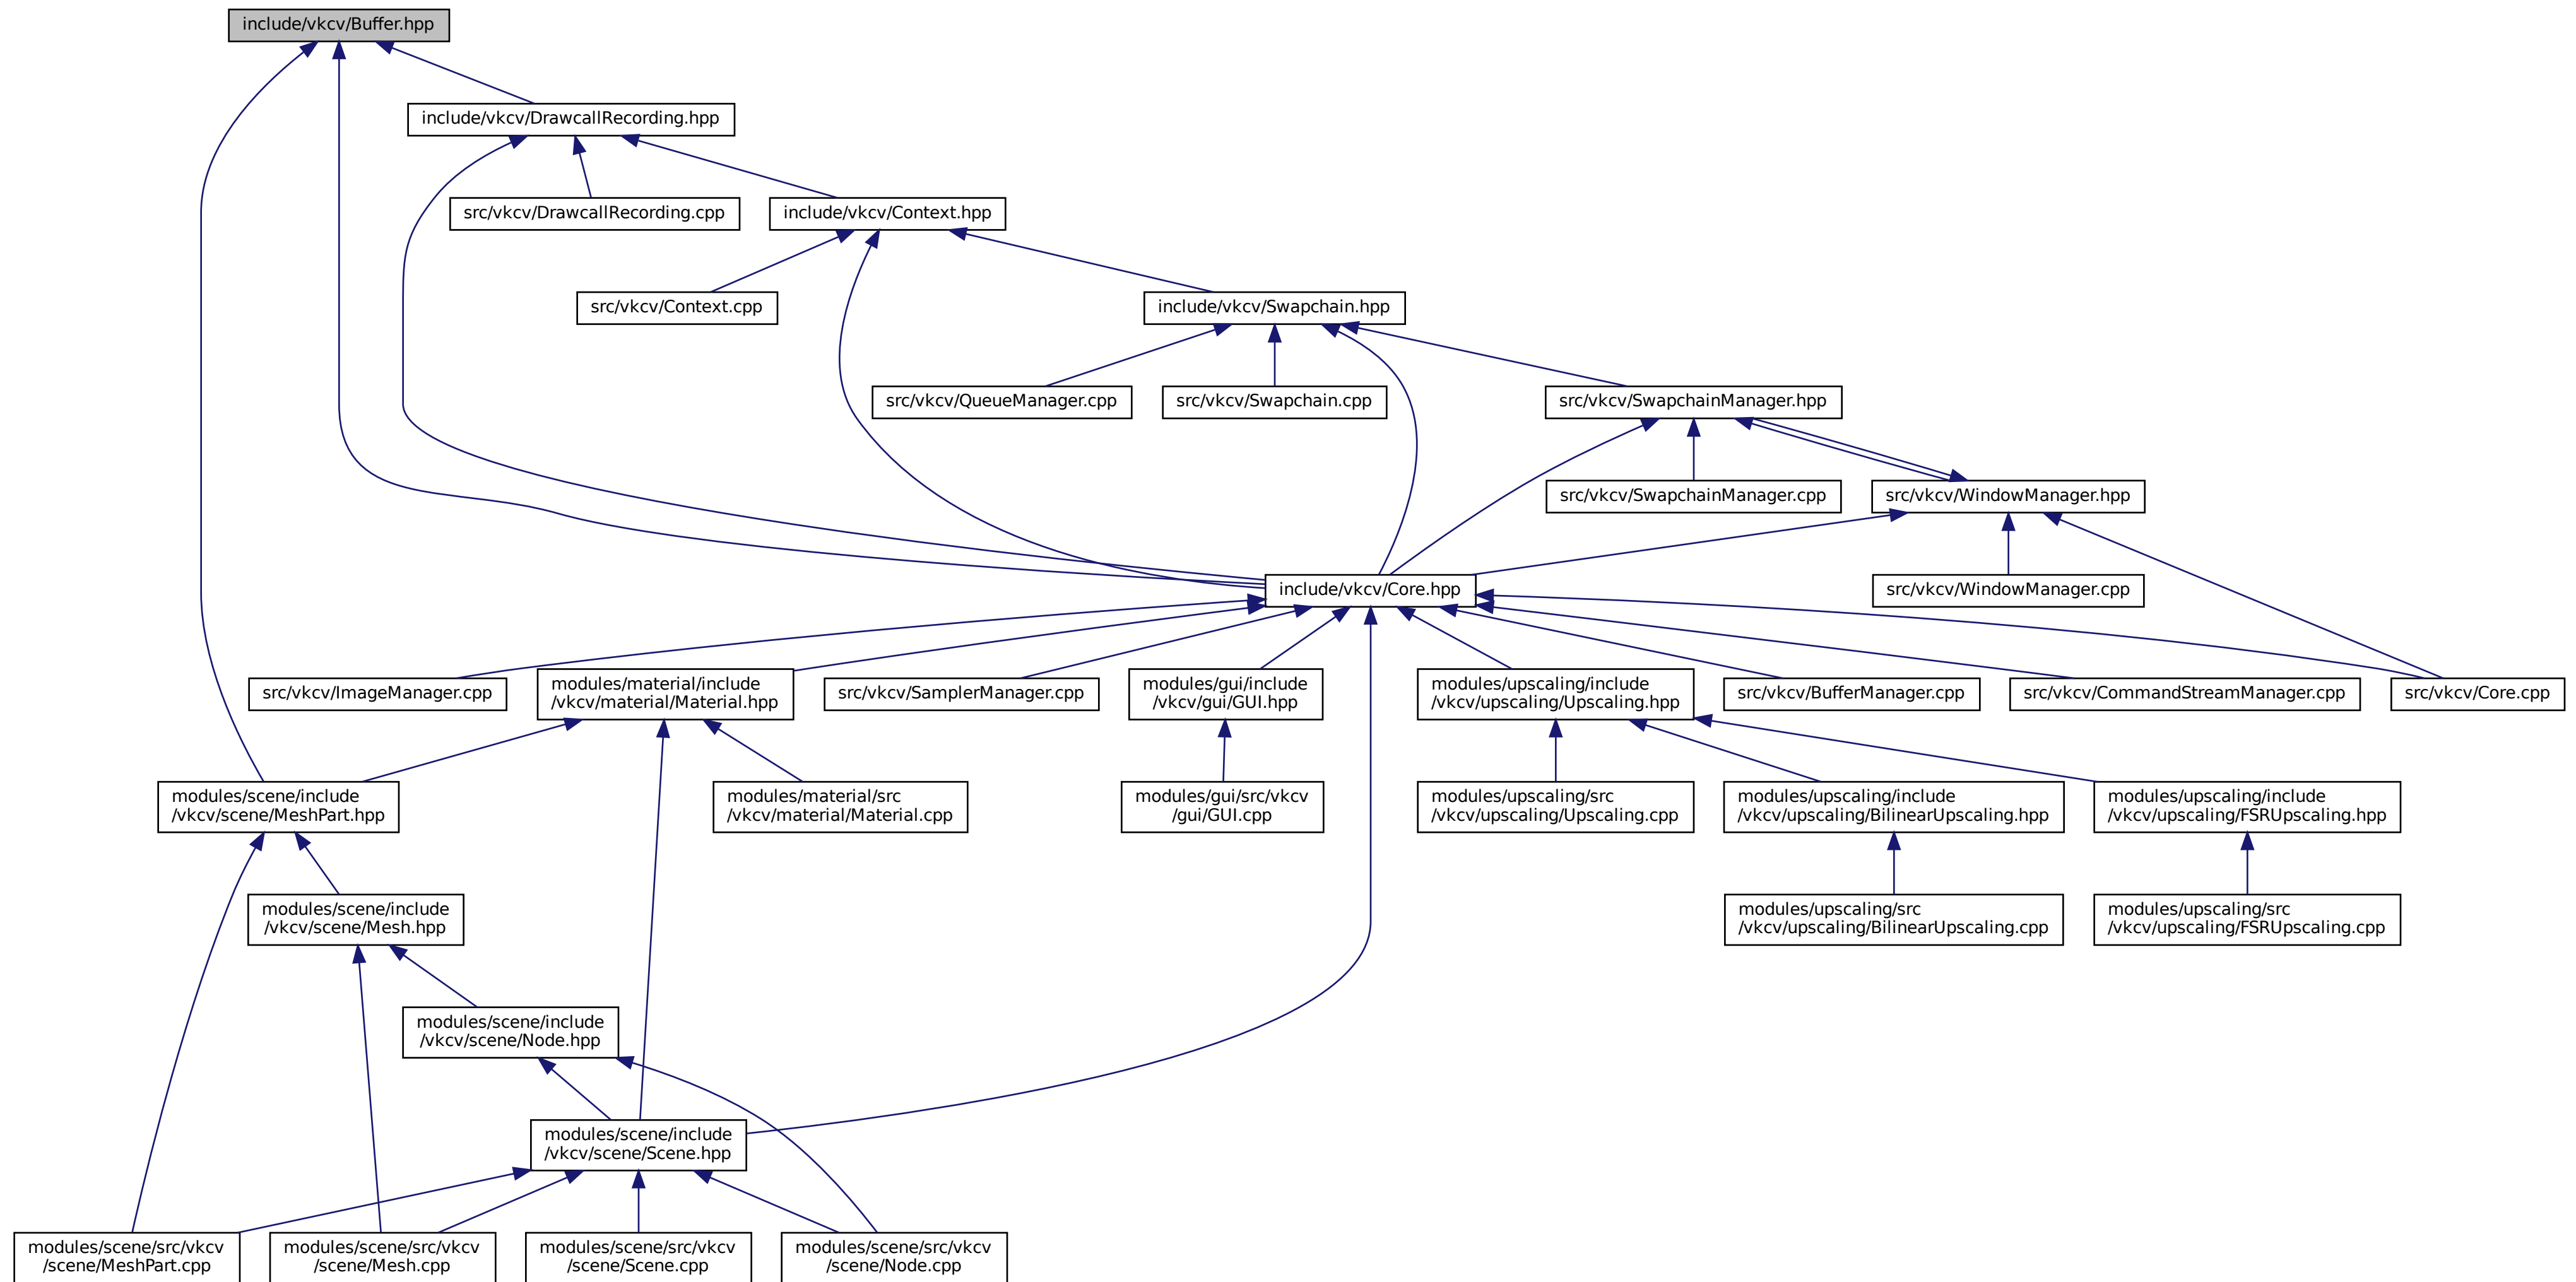 include/vkcv/Buffer.hpp
include/vkcv/DrawcallRecording.hpp
src/vkcv/DrawcallRecording.cpp
include/vkcv/Context.hpp
src/vkcv/Context.cpp
include/vkcv/Swapchain.hpp
src/vkcv/QueueManager.cpp
src/vkcv/Swapchain.cpp
src/vkcv/SwapchainManager.hpp
src/vkcv/SwapchainManager.cpp
src/vkcv/WindowManager.hpp
include/vkcv/Core.hpp
src/vkcv/WindowManager.cpp
src/vkcv/ImageManager.cpp
modules/material/include
/vkcv/material/Material.hpp
src/vkcv/SamplerManager.cpp
modules/gui/include
/vkcv/gui/GUI.hpp
modules/upscaling/include
/vkcv/upscaling/Upscaling.hpp
src/vkcv/BufferManager.cpp
src/vkcv/CommandStreamManager.cpp
src/vkcv/Core.cpp
modules/scene/include
/vkcv/scene/MeshPart.hpp
modules/material/src
/vkcv/material/Material.cpp
modules/gui/src/vkcv
/gui/GUI.cpp
modules/upscaling/src
/vkcv/upscaling/Upscaling.cpp
modules/upscaling/include
/vkcv/upscaling/BilinearUpscaling.hpp
modules/upscaling/include
/vkcv/upscaling/FSRUpscaling.hpp
modules/scene/include
/vkcv/scene/Mesh.hpp
modules/upscaling/src
/vkcv/upscaling/BilinearUpscaling.cpp
modules/upscaling/src
/vkcv/upscaling/FSRUpscaling.cpp
modules/scene/include
/vkcv/scene/Node.hpp
modules/scene/include
/vkcv/scene/Scene.hpp
modules/scene/src/vkcv
/scene/MeshPart.cpp
modules/scene/src/vkcv
/scene/Mesh.cpp
modules/scene/src/vkcv
/scene/Scene.cpp
modules/scene/src/vkcv
/scene/Node.cpp